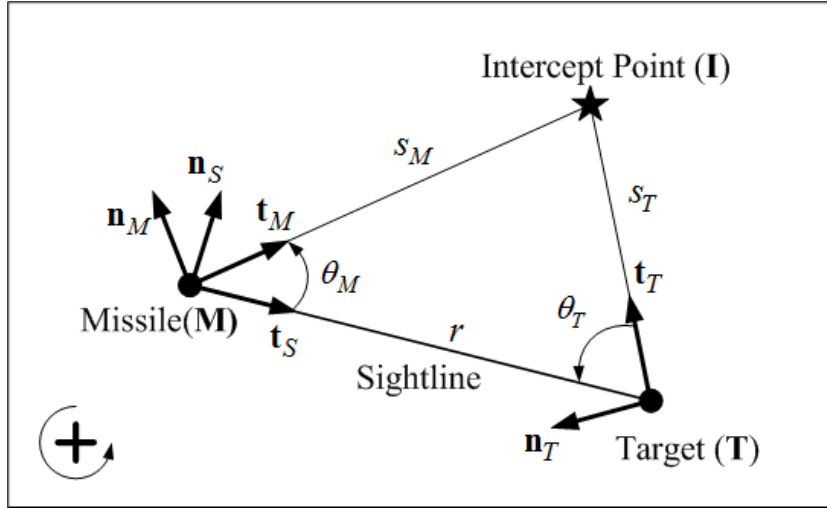 Intercept Point (I)
s_M
n_S
n_M
t_M
s_T
θ_M
t_T
Missile(M)
θ_T
t_S
r
Sightline
+
n_T
Target (T)